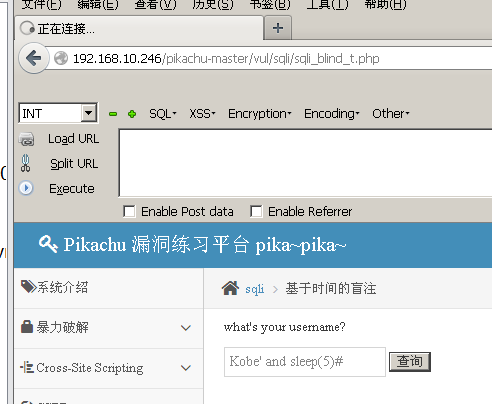 文件(F) 编辑(E) 查看(V) 历史(S) 书签(B) 工具(T) 帮助(H)
正在连接...
192.168.10.246/pikachu-master/vul/sqli/sqli_blind_t.php
INT SQL XSS Encryption Encoding Other
Load URL
Split URL
Execute
Enable Post data Enable Referrer
Pikachu 漏洞练习平台 pika~pika~
系统介绍
sqli > 基于时间的盲注
what's your username?
暴力破解
Kobe' and sleep(5)# 查询
Cross-Site Scripting